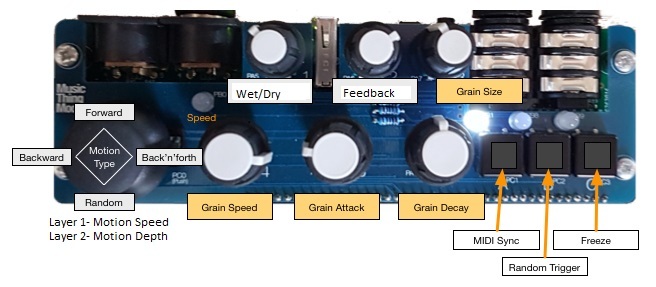 Wet/Dry
Feedback
Grain Size
Music
Thing
Forward
Speed
Backward
Motion
Type
Back'n'forth
Random
Grain Speed
Grain Attack
Grain Decay
Layer 1- Motion Speed
Layer 2- Motion Depth
MIDI Sync
Random Trigger
Freeze